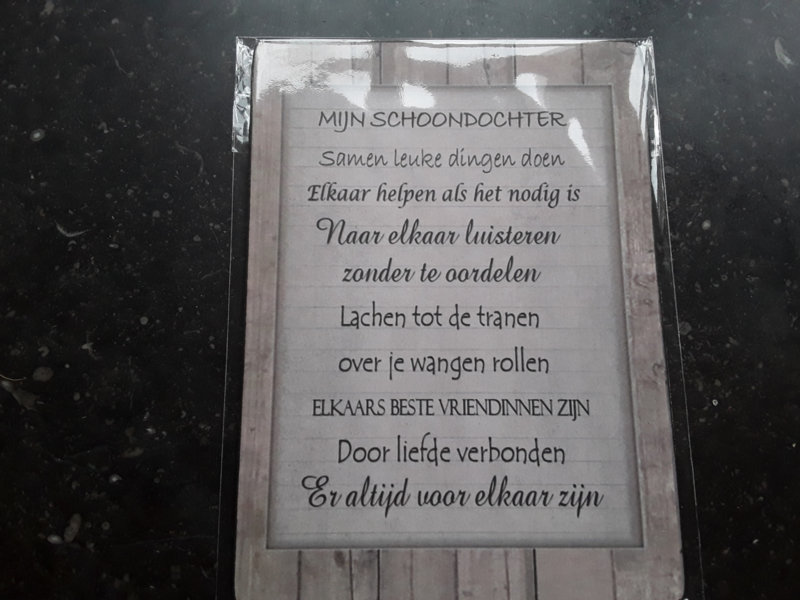 MIJN SCHOONDOCHTER
Samen leuke dingen doen
Elkaar helpen als het nodig is
Naar elkaar luisteren
zonder te oordelen
Lachen tot de tranen
over je wangen rollen
ELKAARS BESTE VRIENDINNEN ZIJN
Door liefde verbonden
Er altijd voor elkaar zijn